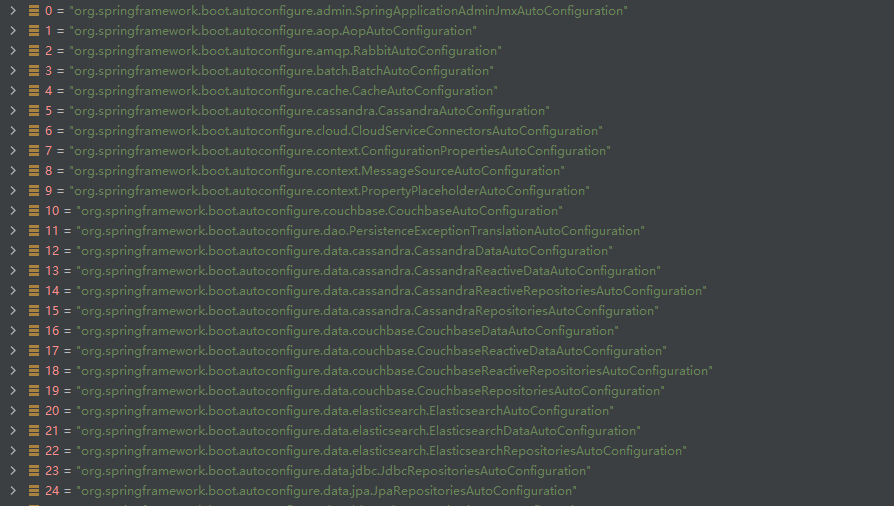 0 = "org.springframework.boot.autoconfigure.admin.SpringApplicationAdminJmxAutoConfiguration"
1 = "org.springframework.boot.autoconfigure.aop.AopAutoConfiguration"
2 = "org.springframework.boot.autoconfigure.amqp.RabbitAutoConfiguration"
3 = "org.springframework.boot.autoconfigure.batch.BatchAutoConfiguration"
4 = "org.springframework.boot.autoconfigure.cache.CacheAutoConfiguration"
5 = "org.springframework.boot.autoconfigure.cassandra.CassandraAutoConfiguration"
6 = "org.springframework.boot.autoconfigure.cloud.CloudServiceConnectorsAutoConfiguration"
7 = "org.springframework.boot.autoconfigure.context.ConfigurationPropertiesAutoConfiguration"
8 = "org.springframework.boot.autoconfigure.context.MessageSourceAutoConfiguration"
9 = "org.springframework.boot.autoconfigure.context.PropertyPlaceholderAutoConfiguration"
10 = "org.springframework.boot.autoconfigure.couchbase.CouchbaseAutoConfiguration"
11 = "org.springframework.boot.autoconfigure.dao.PersistenceExceptionTranslationAutoConfiguration"
12 = "org.springframework.boot.autoconfigure.data.cassandra.CassandraDataAutoConfiguration"
13 = "org.springframework.boot.autoconfigure.data.cassandra.CassandraReactiveDataAutoConfiguration"
14 = "org.springframework.boot.autoconfigure.data.cassandra.CassandraReactiveRepositoriesAutoConfiguration"
15 = "org.springframework.boot.autoconfigure.data.cassandra.CassandraRepositoriesAutoConfiguration"
16 = "org.springframework.boot.autoconfigure.data.couchbase.CouchbaseDataAutoConfiguration"
17 = "org.springframework.boot.autoconfigure.data.couchbase.CouchbaseReactiveDataAutoConfiguration"
18 = "org.springframework.boot.autoconfigure.data.couchbase.CouchbaseReactiveRepositoriesAutoConfiguration"
19 = "org.springframework.boot.autoconfigure.data.couchbase.CouchbaseRepositoriesAutoConfiguration"
20 = "org.springframework.boot.autoconfigure.data.elasticsearch.ElasticsearchAutoConfiguration"
21 = "org.springframework.boot.autoconfigure.data.elasticsearch.ElasticsearchDataAutoConfiguration"
22 = "org.springframework.boot.autoconfigure.data.elasticsearch.ElasticsearchRepositoriesAutoConfiguration"
23 = "org.springframework.boot.autoconfigure.data.jdbc.JdbcRepositoriesAutoConfiguration"
24 = "org.springframework.boot.autoconfigure.data.jpa.JpaRepositoriesAutoConfiguration"